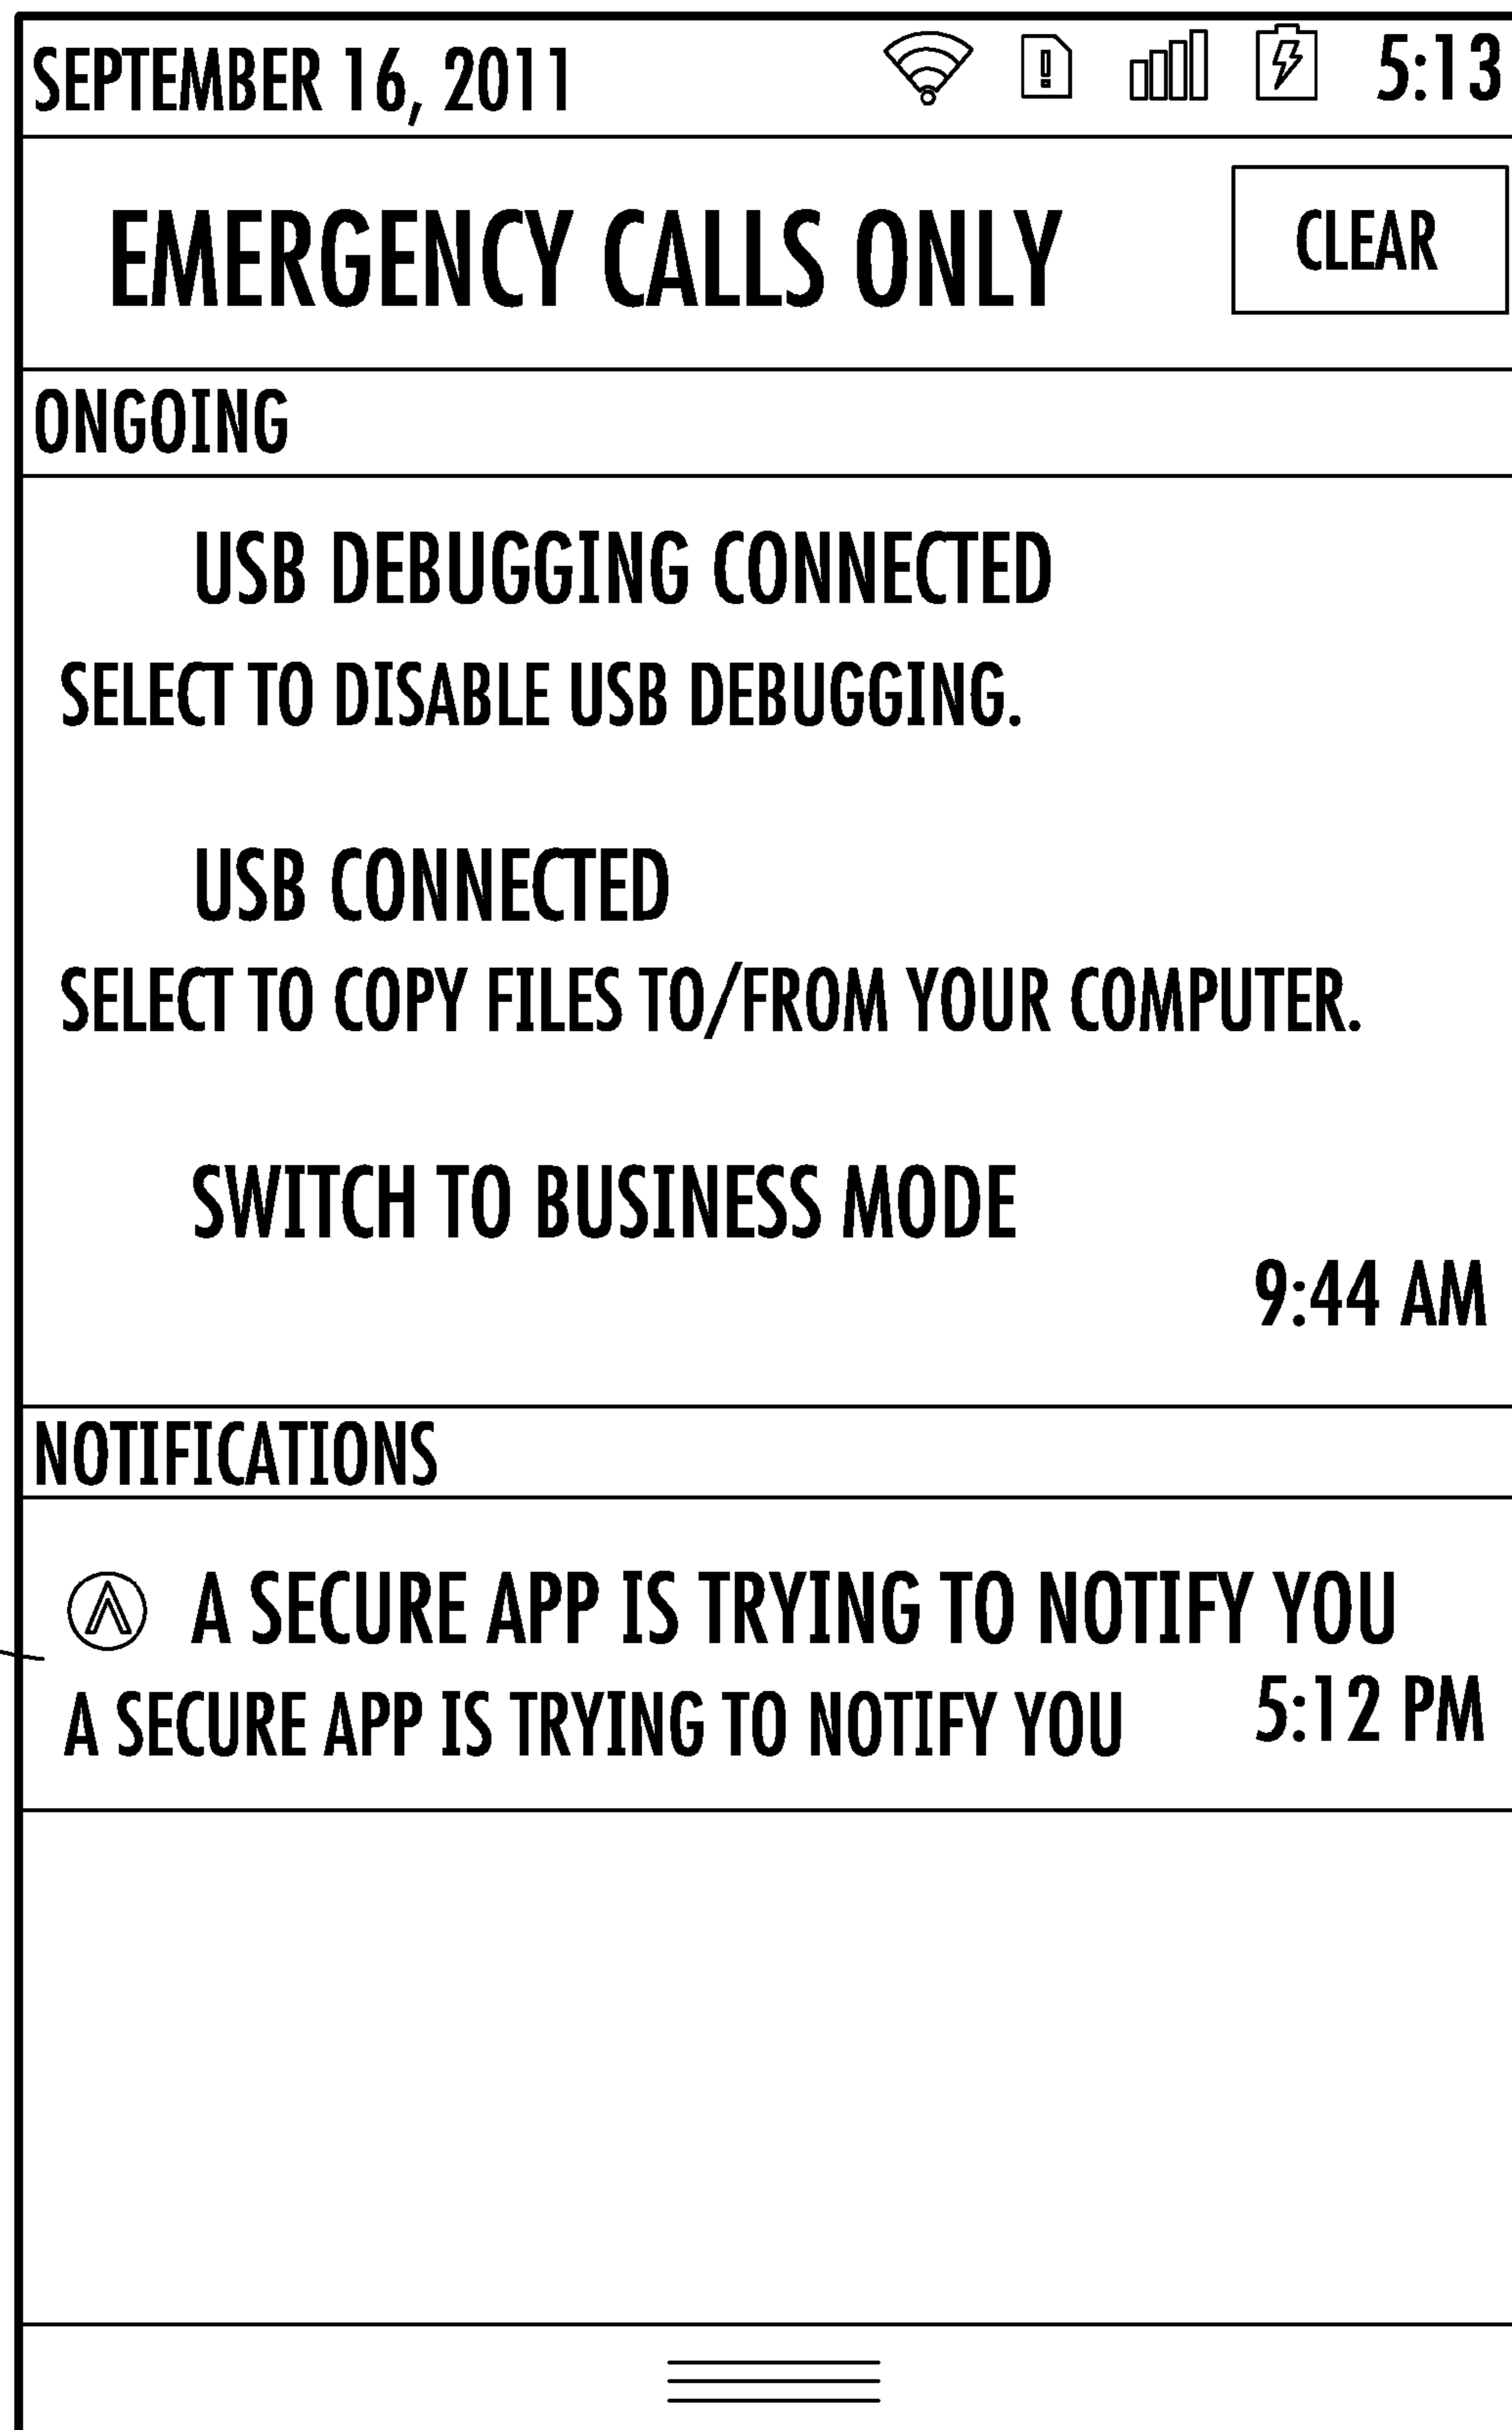 SEPTEMBER 16, 2011 5:13
EMERGENCY CALLS ONLY CLEAR
ONGOING
USB DEBUGGING CONNECTED
SELECT TO DISABLE USB DEBUGGING.
USB CONNECTED
SELECT TO COPY FILES TO/FROM YOUR COMPUTER.
SWITCH TO BUSINESS MODE
9:44 AM
NOTIFICATIONS
A SECURE APP IS TRYING TO NOTIFY YOU
A SECURE APP IS TRYING TO NOTIFY YOU 5:12 PM